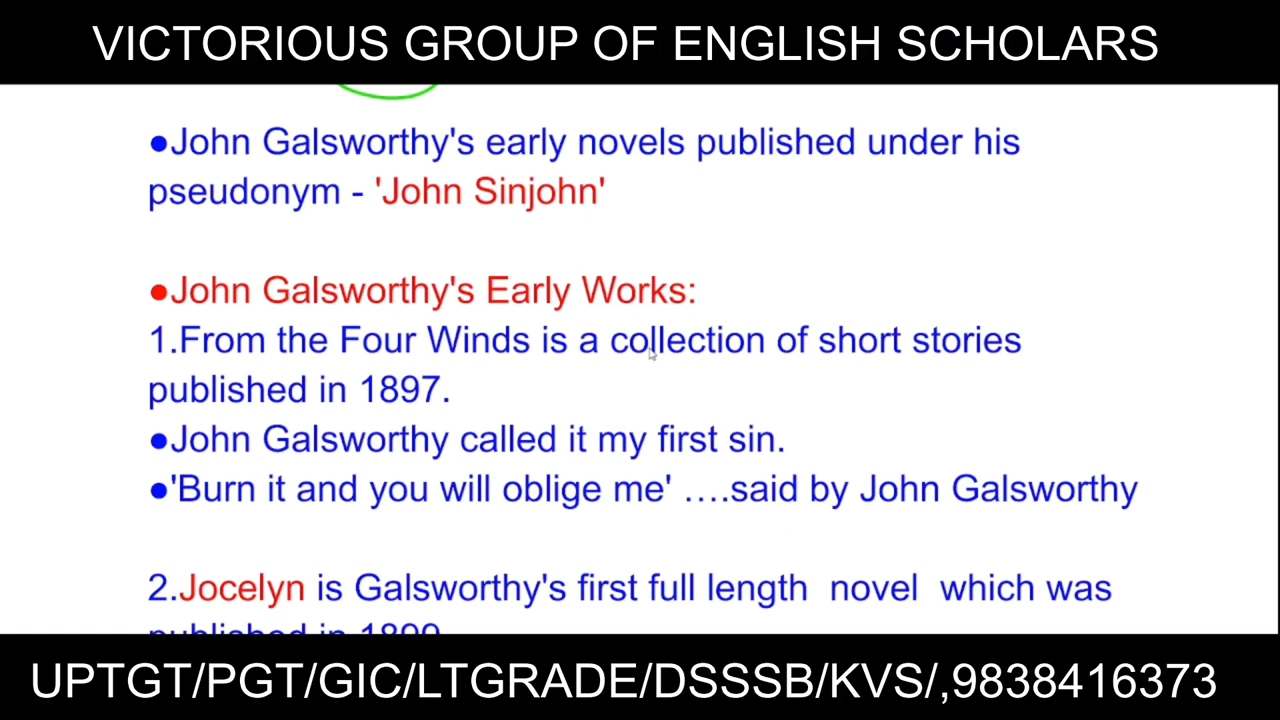 VICTORIOUS GROUP OF ENGLISH SCHOLARS
●John Galsworthy's early novels published under his
pseudonym - 'John Sinjohn'
●John Galsworthy's Early Works:
1.From the Four Winds is a collection of short stories
published in 1897.
●John Galsworthy called it my first sin.
●'Burn it and you will oblige me' ….said by John Galsworthy
2.Jocelyn is Galsworthy's first full length novel which was
published in
UPTGT/PGT/GIC/LTGRADE/DSSSB/KVS/,9838416373